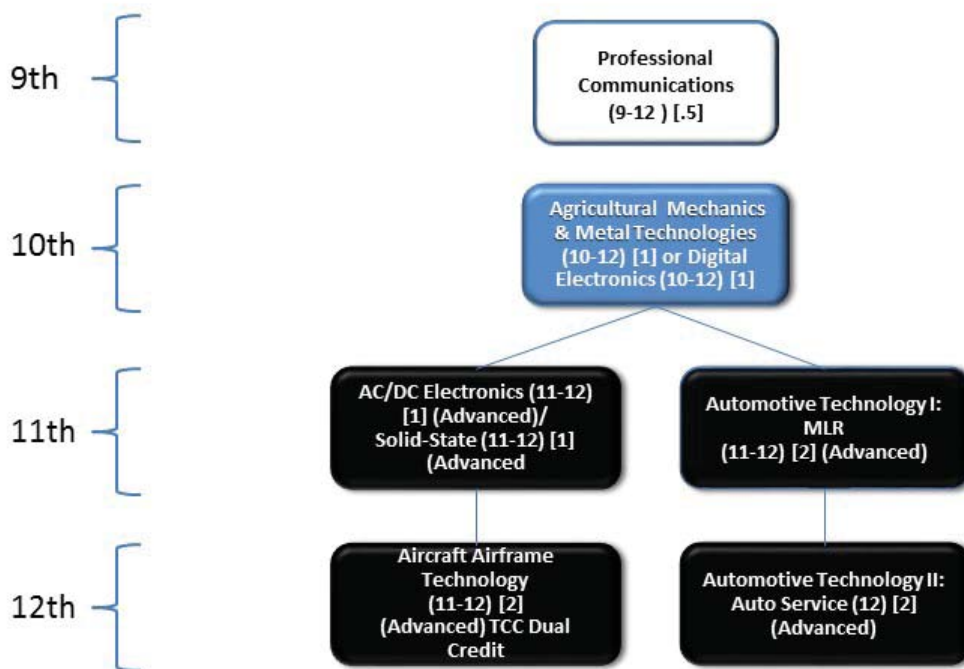 9th
Professional
Communications
(9-12 ) [.5]
10th
Agricultural Mechanics
& Metal Technologies
(10-12) [1] or Digital
Electronics (10-12) [1]
11th
AC/DC Electronics (11-12)
[1] (Advanced)/
Solid-State (11-12) [1]
(Advanced
Automotive Technology I:
MLR
(11-12) [2] (Advanced)
12th
Aircraft Airframe
Technology
(11-12) [2]
(Advanced) TCC Dual
Credit
Automotive Technology II:
Auto Service (12) [2]
(Advanced)